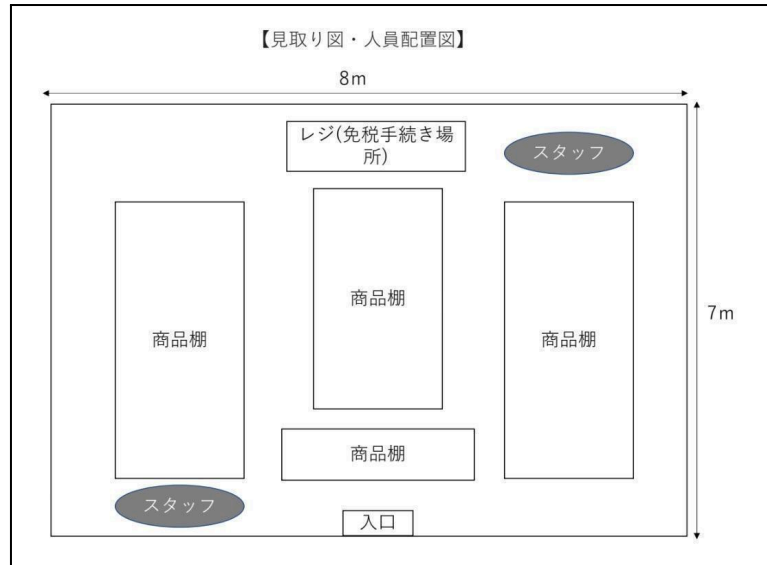 【見取り図・人員配置図】
8m
レジ(免税手続き場
所)
スタッフ
商品棚
商品棚
商品棚
7m
商品棚
スタッフ
入口